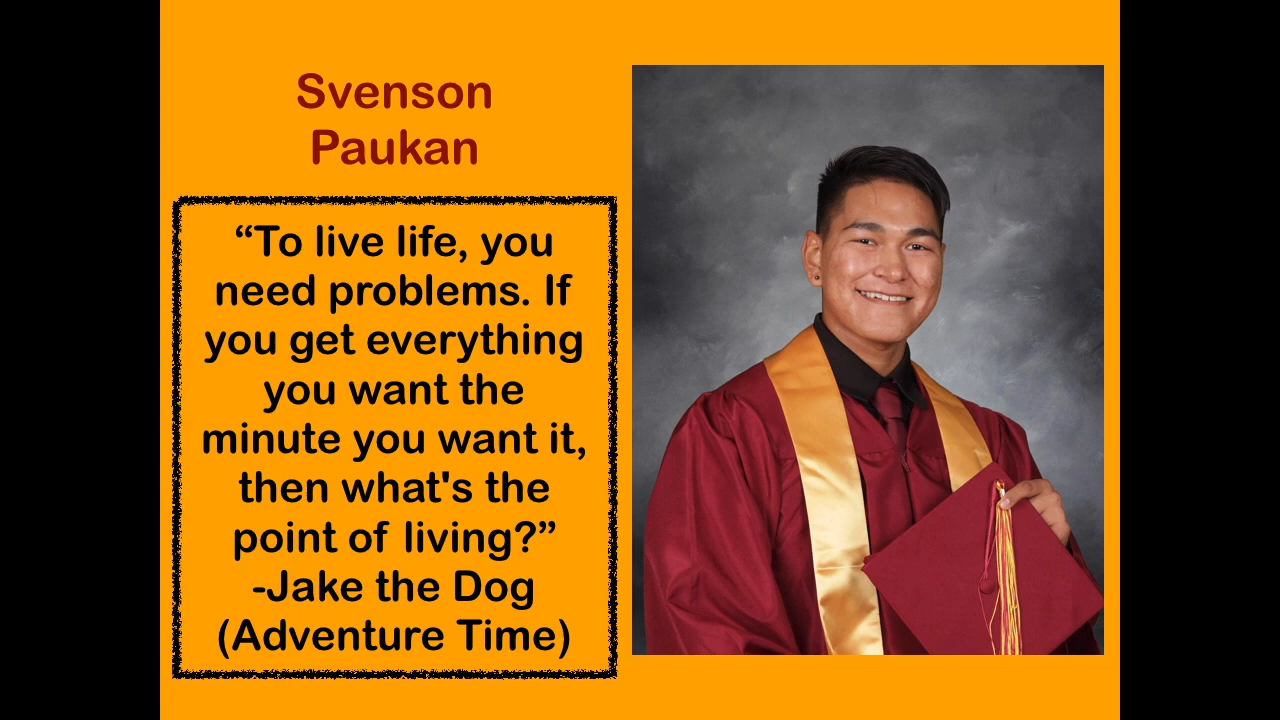 Svenson
Paukan
“To live life, you
need problems. If
you get everything
you want the
minute you want it,
then what's the
point of living?”
-Jake the Dog
(Adventure Time)